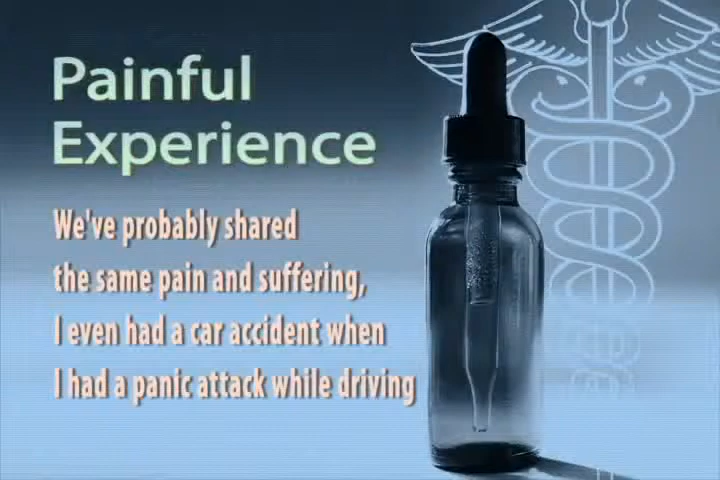 Painful
Experience
We've probably shared
the same pain and suffering,
I even had a car accident when
I had a panic attack while driving